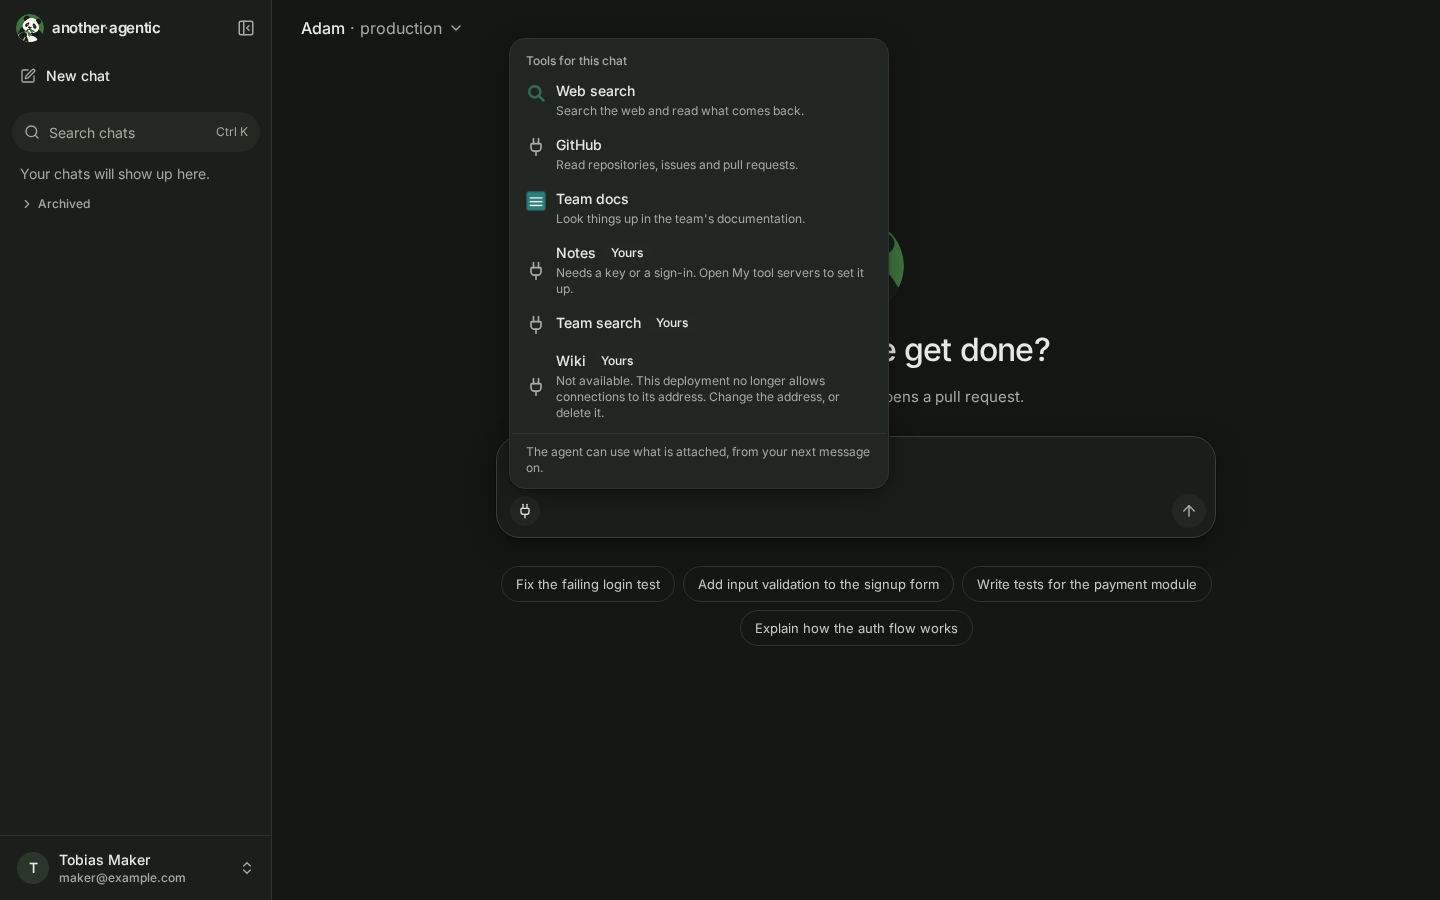 another·agentic
New chat
Search chats Ctrl K
Your chats will show up here.
Archived
Tobias Maker
T
maker@example.com
Adam · production
Tools for this chat
Web search
Search the web and read what comes back.
GitHub
Read repositories, issues and pull requests.
Team docs
Look things up in the team's documentation.
Notes Yours
Needs a key or a sign-in. Open My tool servers to set it
up.
Team search Yours
Wiki Yours
Not available. This deployment no longer allows
connections to its address. Change the address, or
delete it.
The agent can use what is attached, from your next message
on.
get done?
a pull request.
Fix the failing login test
Add input validation to the signup form
Write tests for the payment module
Explain how the auth flow works